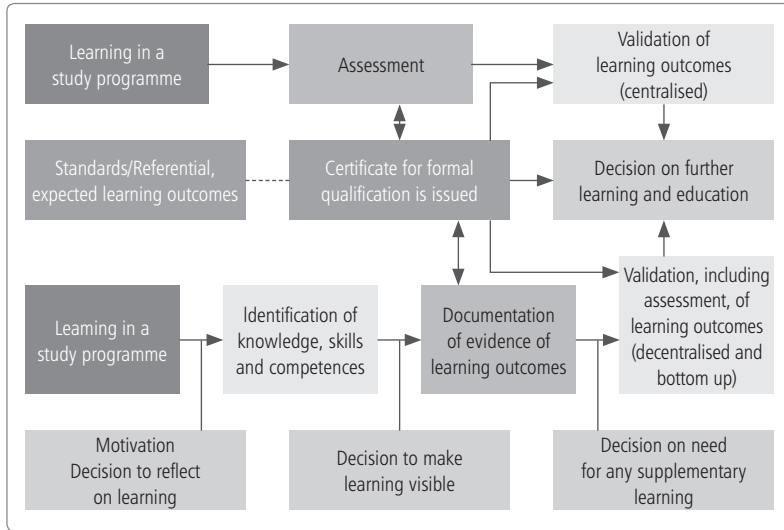 Learning in a
study programme
Assessment
Validation of
learning outcomes
(centralised)
Standards/Referential,
expected learning outcomes
Certificate for formal
qualification is issued
Decision on further
learning and education
Learning in a
study programme
Identification of
knowledge, skills
and competences
Documentation
of evidence of
learning outcomes
Validation, including
assessment, of
learning outcomes
(decentralised and
bottom up)
Motivation
Decision to reflect
on learning
Decision to make
learning visible
Decision on need
for any supplementary
learning